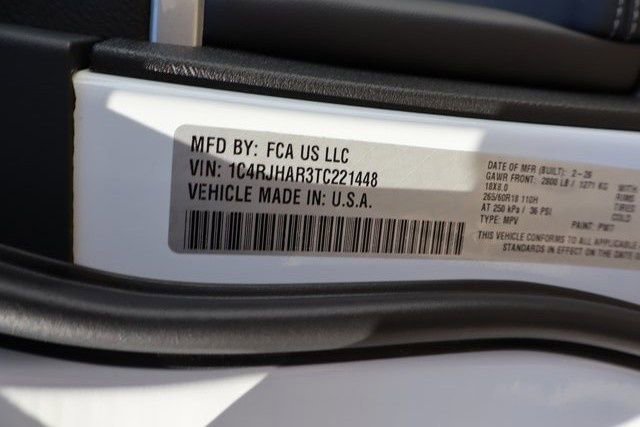 MFD BY: FCA US LLC
VIN: 1C4RJHAR3TC221448
VEHICLE MADE IN: U.S.A.
DATE OF MFR (BUILT): 2-26
GAWR FRONT: 2800 LB / 1271 KG WITH
18X8.0 RIMS
265/60R18 110H TIRES
AT 250 kPa / 36 PSI COLD
TYPE: MPV PAINT: PW7
THIS VEHICLE CONFORMS TO ALL APPLICABLE
STANDARDS IN EFFECT ON THE DATE O